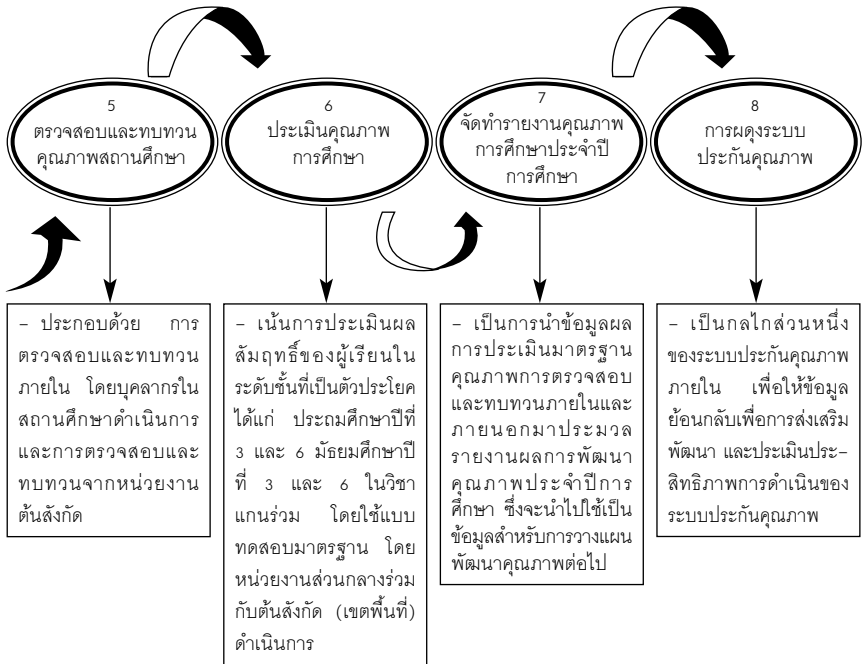 5
ตรวจสอบและทบทวน
คุณภาพสถานศึกษา
6
ประเมินคุณภาพ
การศึกษา
7
จัดทำรายงานคุณภาพ
การศึกษาประจำปี
การศึกษา
8
การผดุงระบบ
ประกันคุณภาพ
– ประกอบด้วย การ
ตรวจสอบและทบทวน
ภายใน โดยบุคลากรใน
สถานศึกษาดำเนินการ
และการตรวจสอบและ
ทบทวนจากหน่วยงาน
ต้นสังกัด
– เน้นการประเมินผล
สัมฤทธิ์ของผู้เรียนใน
ระดับชั้นที่เป็นตัวประโยค
ได้แก่ ประถมศึกษาปีที่
3 และ 6 มัธยมศึกษาปี
ที่ 3 และ 6 ในวิชา
แกนร่วม โดยใช้แบบ
ทดสอบมาตรฐาน โดย
หน่วยงานส่วนกลางร่วม
กับต้นสังกัด (เขตพื้นที่)
ดำเนินการ
– เป็นการนำข้อมูลผล
การประเมินมาตรฐาน
คุณภาพการตรวจสอบ
และทบทวนภายในและ
ภายนอกมาประมวล
รายงานผลการพัฒนา
คุณภาพประจำปีการ
ศึกษา ซึ่งจะนำไปใช้เป็น
ข้อมูลสำหรับการวางแผน
พัฒนาคุณภาพต่อไป
– เป็นกลไกส่วนหนึ่ง
ของระบบประกันคุณภาพ
ภายใน เพื่อให้ข้อมูล
ย้อนกลับเพื่อการส่งเสริม
พัฒนา และประเมินประ–
สิทธิภาพการดำเนินของ
ระบบประกันคุณภาพ